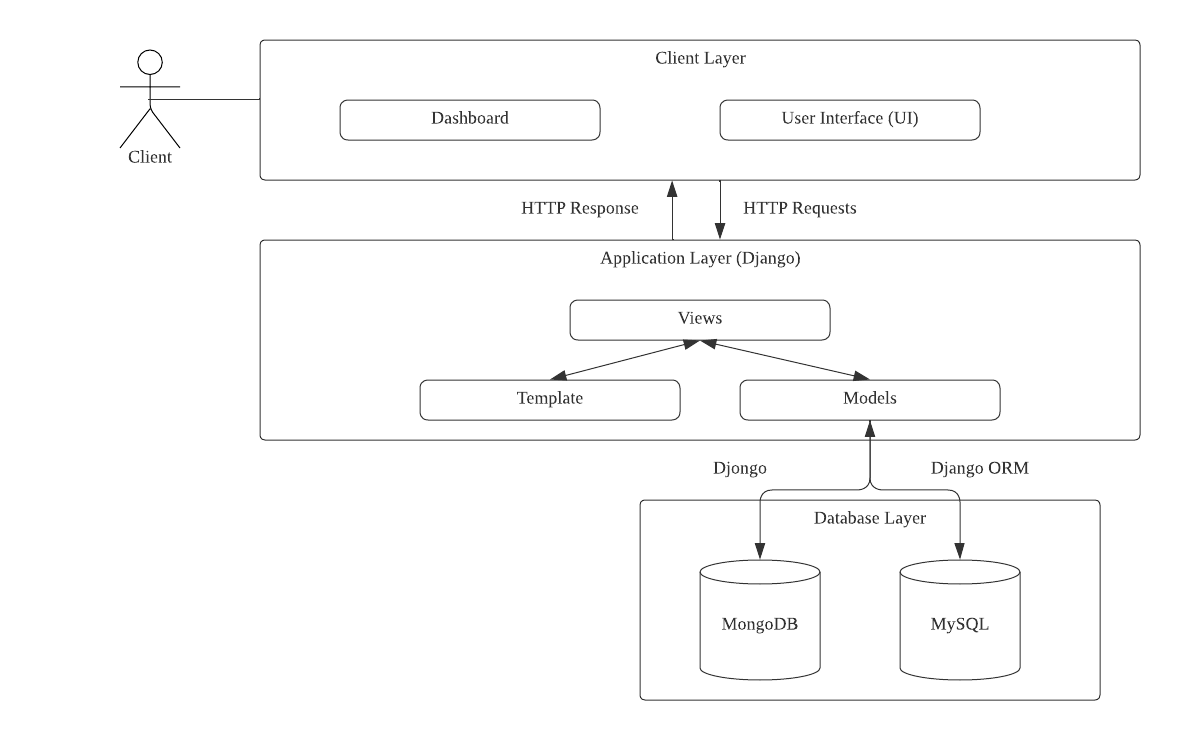 Client Layer
Dashboard
User Interface (UI)
Client
HTTP Response
HTTP Requests
Application Layer (Django)
Views
Template
Models
Djongo
Django ORM
Database Layer
MongoDB
MySQL